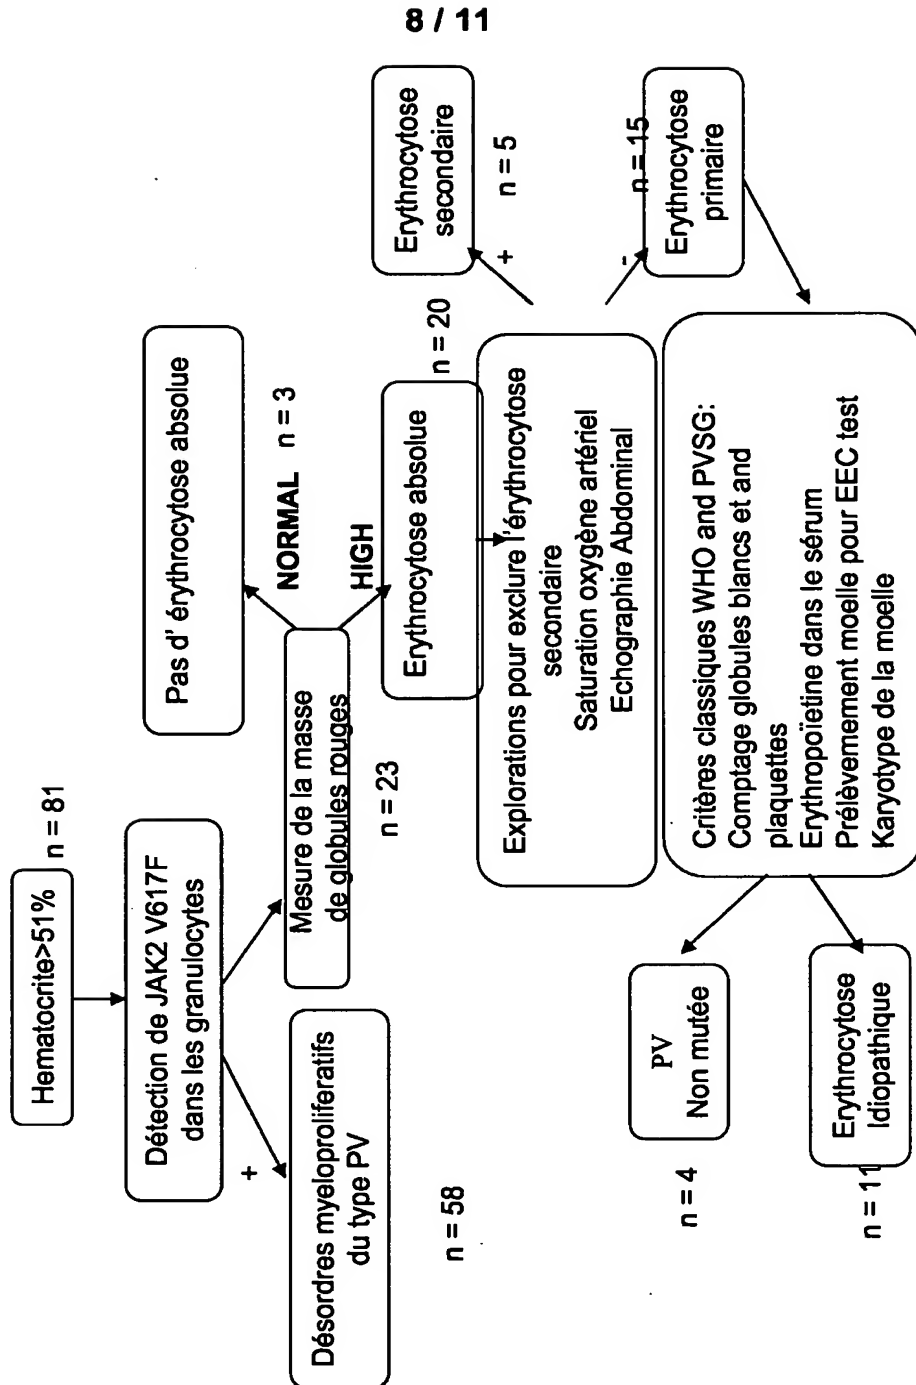 8 / 11
Hematocrite>51%
n = 81
Détection de JAK2 V617F
dans les granulocytes
+
Désordres myeloproliferatifs
du type PV
n = 58
Mesure de la masse
de globules rouges
n = 23
NORMAL
Pas d' érythrocytose absolue
n = 3
HIGH
Erythrocytose absolue
n = 20
Explorations pour exclure l'érythrocytose
secondaire
Saturation oxygène artériel
Echographie Abdominal
+
Erythrocytose
secondaire
n = 5
-
n = 15
Erythrocytose
primaire
Critères classiques WHO and PVSG:
Comptage globules blancs et and
plaquettes
Erythropoïetine dans le sérum
Prélèvemement moelle pour EEC test
Karyotype de la moelle
PV
Non mutée
n = 4
Erythrocytose
Idiopathique
n = 11